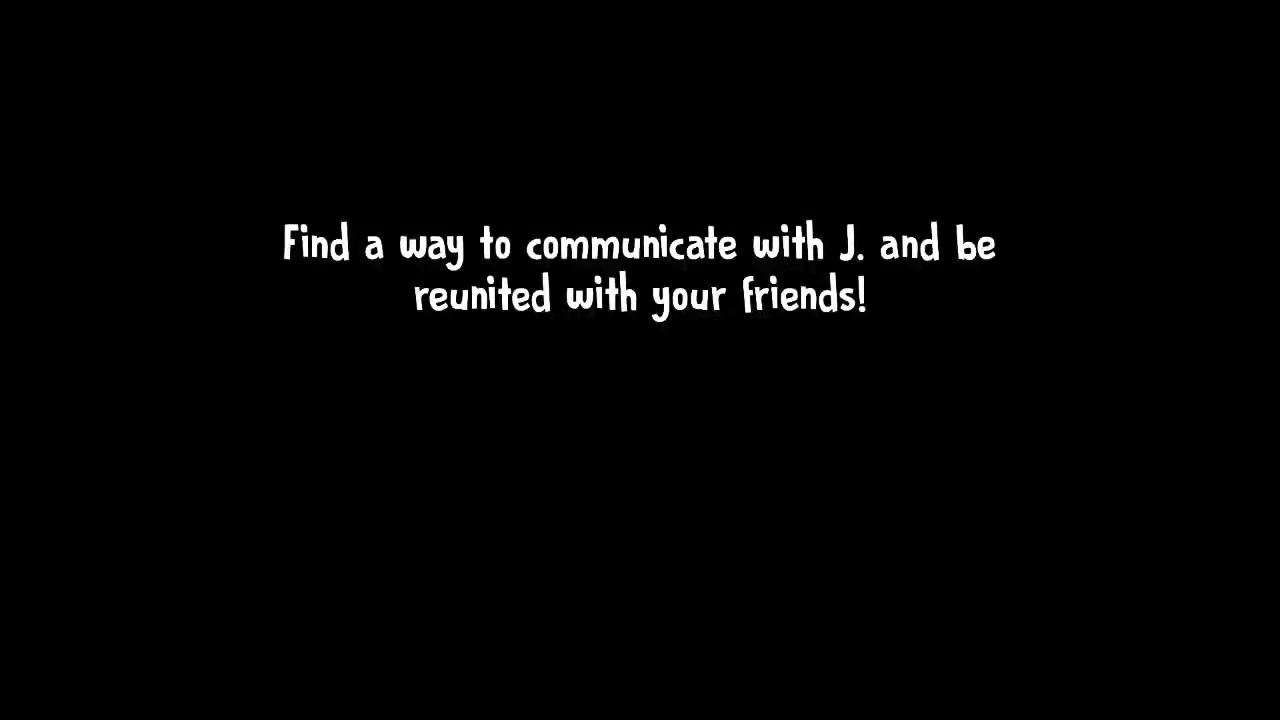 Find a way to communicate with J. and be
reunited with your friends!